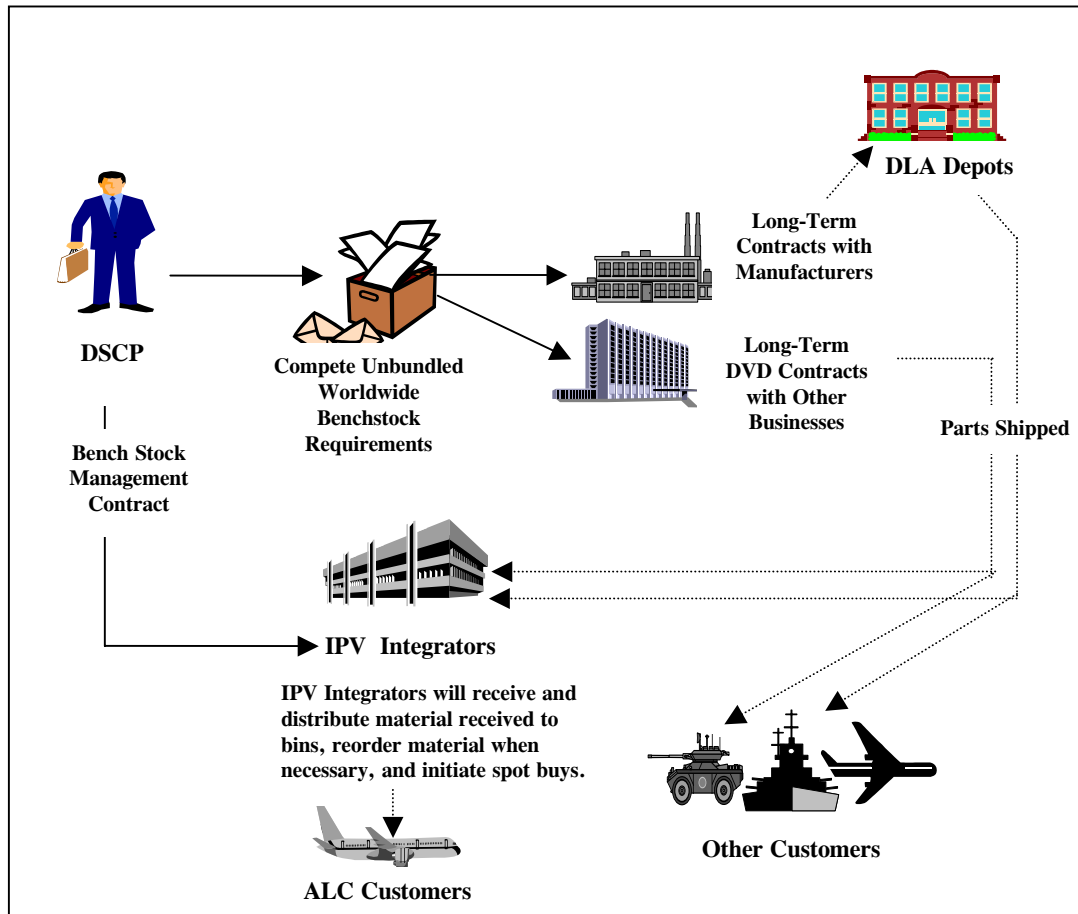 DLA Depots
Long-Term
Contracts with
Manufacturers
DSCP
Compete Unbundled
Worldwide
Benchstock
Requirements
Long-Term
DVD Contracts
with Other
Businesses
Parts Shipped
Bench Stock
Management
Contract
IPV Integrators
IPV Integrators will receive and
distribute material received to
bins, reorder material when
necessary, and initiate spot buys.
Other Customers
ALC Customers